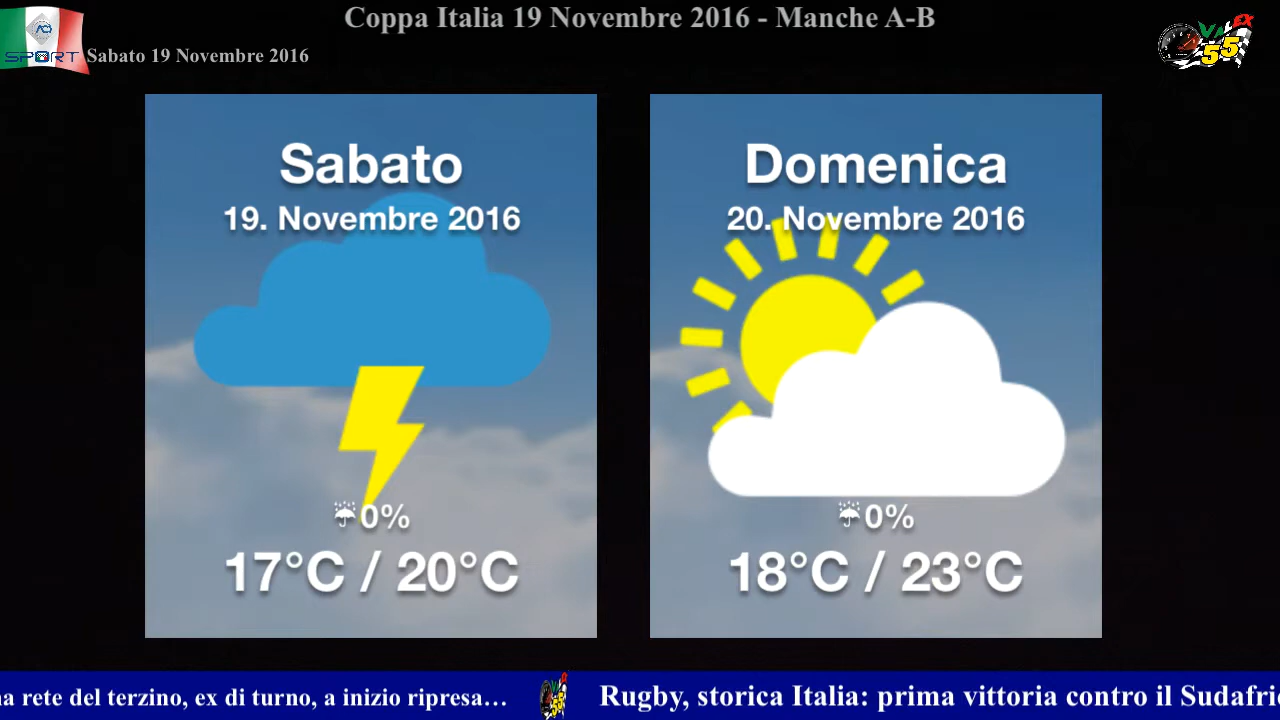 Coppa Italia 19 Novembre 2016 - Manche A-B
SPORT
Sabato 19 Novembre 2016
55
Sabato
19. Novembre 2016
0%
17°C / 20°C
Domenica
20. Novembre 2016
0%
18°C / 23°C
rete del terzino, ex di turno, a inizio ripresa…
Rugby, storica Italia: prima vittoria contro il